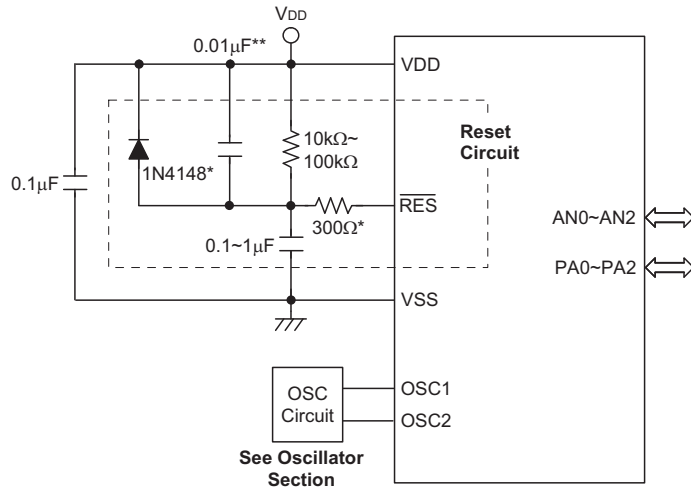 VDD
0.01μF**
VDD
10kΩ~
100kΩ
Reset
Circuit
1N4148*
0.1μF
RES
300Ω*
0.1~1μF
AN0~AN2
PA0~PA2
VSS
OSC
Circuit
OSC1
OSC2
See Oscillator
Section